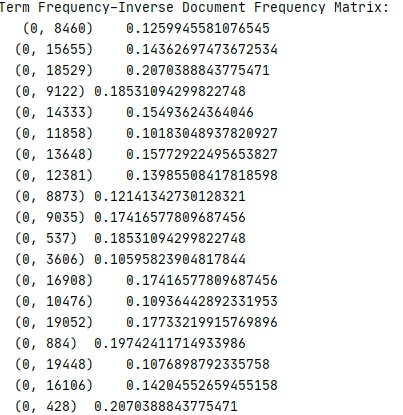 Term Frequency-Inverse Document Frequency Matrix:
(0, 8460) 0.1259945581076545
(0, 15655) 0.14362697473672534
(0, 18529) 0.2070388843775471
(0, 9122) 0.18531094299822748
(0, 14333) 0.15493624364046
(0, 11858) 0.10183048937820927
(0, 13648) 0.15772922495653827
(0, 12381) 0.13985508417818598
(0, 8873) 0.12141342730128321
(0, 9035) 0.17416577809687456
(0, 537) 0.18531094299822748
(0, 3606) 0.10595823904817844
(0, 16908) 0.17416577809687456
(0, 10476) 0.10936442892331953
(0, 19052) 0.17733219915769896
(0, 884) 0.19742411714933986
(0, 19448) 0.1076898792335758
(0, 16106) 0.14204552659455158
(0, 428) 0.2070388843775471